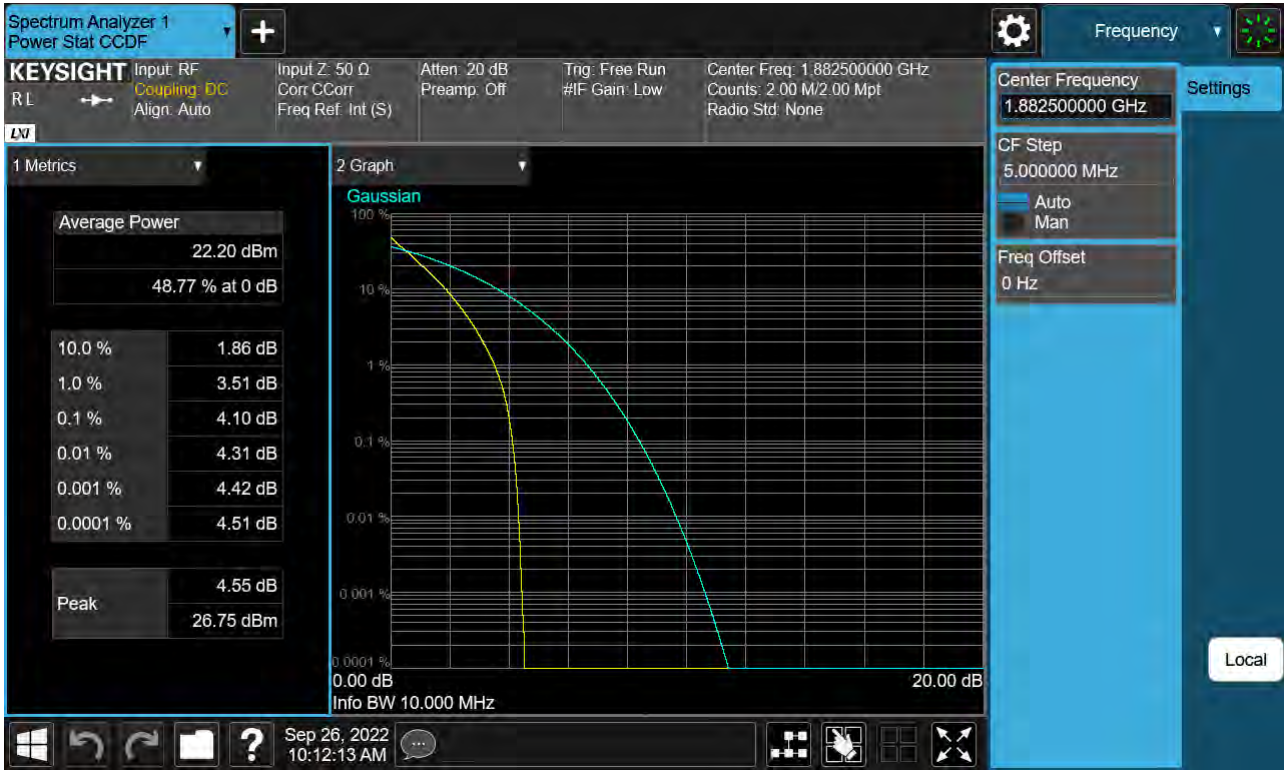 Spectrum Analyzer 1
Power Stat CCDF
+
Frequency
KEYSIGHT
RL
LXI
Input: RF
Coupling: DC
Align: Auto
Input Z: 50 Ω
Corr CCorr
Freq Ref: Int (S)
Atten: 20 dB
Preamp: Off
Trig: Free Run
#IF Gain: Low
Center Freq: 1.882500000 GHz
Counts: 2.00 M/2.00 Mpt
Radio Std: None
Center Frequency
1.882500000 GHz
Settings
CF Step
5.000000 MHz
Auto
Man
Freq Offset
0 Hz
1 Metrics
Average Power
22.20 dBm
48.77 % at 0 dB
10.0 % 1.86 dB
1.0 % 3.51 dB
0.1 % 4.10 dB
0.01 % 4.31 dB
0.001 % 4.42 dB
0.0001 % 4.51 dB
Peak
4.55 dB
26.75 dBm
2 Graph
Gaussian
100 %
10 %
1 %
0.1 %
0.01 %
0.001 %
0.0001 %
0.00 dB
20.00 dB
Info BW 10.000 MHz
Local
?
Sep 26, 2022
10:12:13 AM